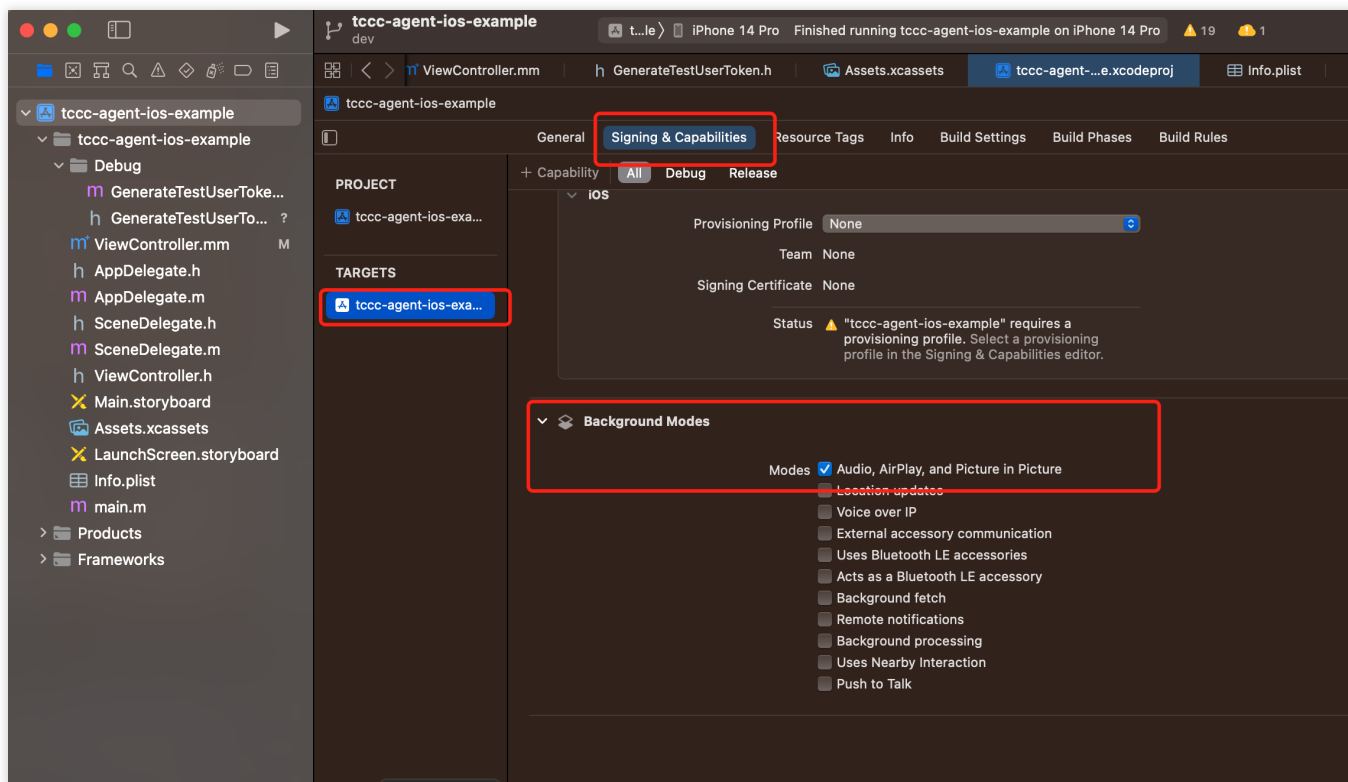 tccc-agent-ios-example
dev
t...le〉 iPhone 14 Pro Finished running tccc-agent-ios-example on iPhone 14 Pro 19 1
ViewController.mm h GenerateTestUserToken.h Assets.xcassets tccc-agent-...e.xcodeproj Info.plist
tccc-agent-ios-example
General Signing & Capabilities Resource Tags Info Build Settings Build Phases Build Rules
+ Capability All Debug Release
tccc-agent-ios-example
tccc-agent-ios-example
Debug
m GenerateTestUserToke...
h GenerateTestUserTo... ?
m+ ViewController.mm M
h AppDelegate.h
m AppDelegate.m
h SceneDelegate.h
m SceneDelegate.m
h ViewController.h
Main.storyboard
Assets.xcassets
LaunchScreen.storyboard
Info.plist
m main.m
Products
Frameworks
PROJECT
tccc-agent-ios-exa...
TARGETS
tccc-agent-ios-exa...
iOS
Provisioning Profile None
Team None
Signing Certificate None
Status "tccc-agent-ios-example" requires a
provisioning profile. Select a provisioning
profile in the Signing & Capabilities editor.
Background Modes
Modes Audio, AirPlay, and Picture in Picture
Location updates
Voice over IP
External accessory communication
Uses Bluetooth LE accessories
Acts as a Bluetooth LE accessory
Background fetch
Remote notifications
Background processing
Uses Nearby Interaction
Push to Talk